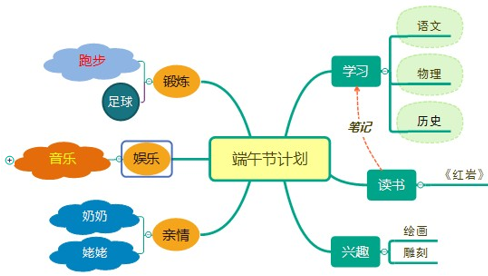 端午节计划
锻炼
跑步
足球
娱乐
音乐
亲情
奶奶
姥姥
学习
语文
物理
历史
笔记
读书
《红岩》
兴趣
绘画
雕刻